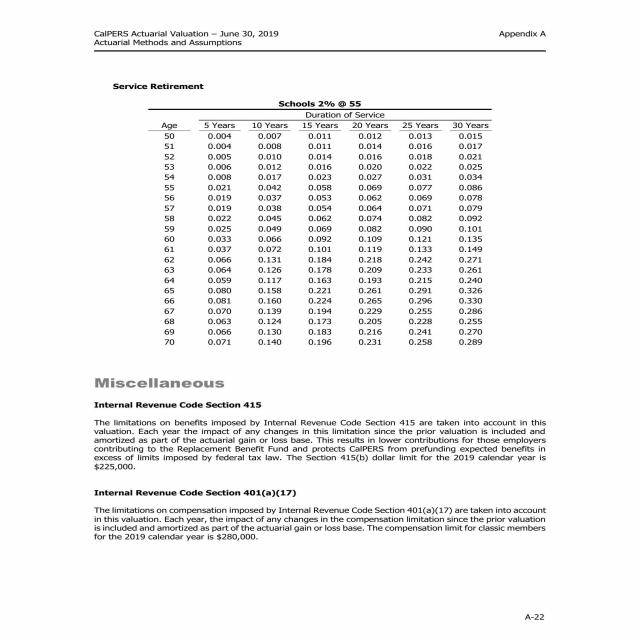 CalPERS Actuarial Valuation – June 30, 2019 Appendix A
Actuarial Methods and Assumptions
Service Retirement
Schools 2% @ 55
Duration of Service
Age 5 Years 10 Years 15 Years 20 Years 25 Years 30 Years
50 0.004 0.007 0.011 0.012 0.013 0.015
51 0.004 0.008 0.011 0.014 0.016 0.017
52 0.005 0.010 0.014 0.016 0.018 0.021
53 0.006 0.012 0.016 0.020 0.022 0.025
54 0.008 0.017 0.023 0.027 0.031 0.034
55 0.021 0.042 0.058 0.069 0.077 0.086
56 0.019 0.037 0.053 0.062 0.069 0.078
57 0.019 0.038 0.054 0.064 0.071 0.079
58 0.022 0.045 0.062 0.074 0.082 0.092
59 0.025 0.049 0.069 0.082 0.090 0.101
60 0.033 0.066 0.092 0.109 0.121 0.135
61 0.037 0.072 0.101 0.119 0.133 0.149
62 0.066 0.131 0.184 0.218 0.242 0.271
63 0.064 0.126 0.178 0.209 0.233 0.261
64 0.059 0.117 0.163 0.193 0.215 0.240
65 0.080 0.158 0.221 0.261 0.291 0.326
66 0.081 0.160 0.224 0.265 0.296 0.330
67 0.070 0.139 0.194 0.229 0.255 0.286
68 0.063 0.124 0.173 0.205 0.228 0.255
69 0.066 0.130 0.183 0.216 0.241 0.270
70 0.071 0.140 0.196 0.231 0.258 0.289
Miscellaneous
Internal Revenue Code Section 415
The limitations on benefits imposed by Internal Revenue Code Section 415 are taken into account in this
valuation. Each year the impact of any changes in this limitation since the prior valuation is included and
amortized as part of the actuarial gain or loss base. This results in lower contributions for those employers
contributing to the Replacement Benefit Fund and protects CalPERS from prefunding expected benefits in
excess of limits imposed by federal tax law. The Section 415(b) dollar limit for the 2019 calendar year is
$225,000.
Internal Revenue Code Section 401(a)(17)
The limitations on compensation imposed by Internal Revenue Code Section 401(a)(17) are taken into account
in this valuation. Each year, the impact of any changes in the compensation limitation since the prior valuation
is included and amortized as part of the actuarial gain or loss base. The compensation limit for classic members
for the 2019 calendar year is $280,000.
A-22